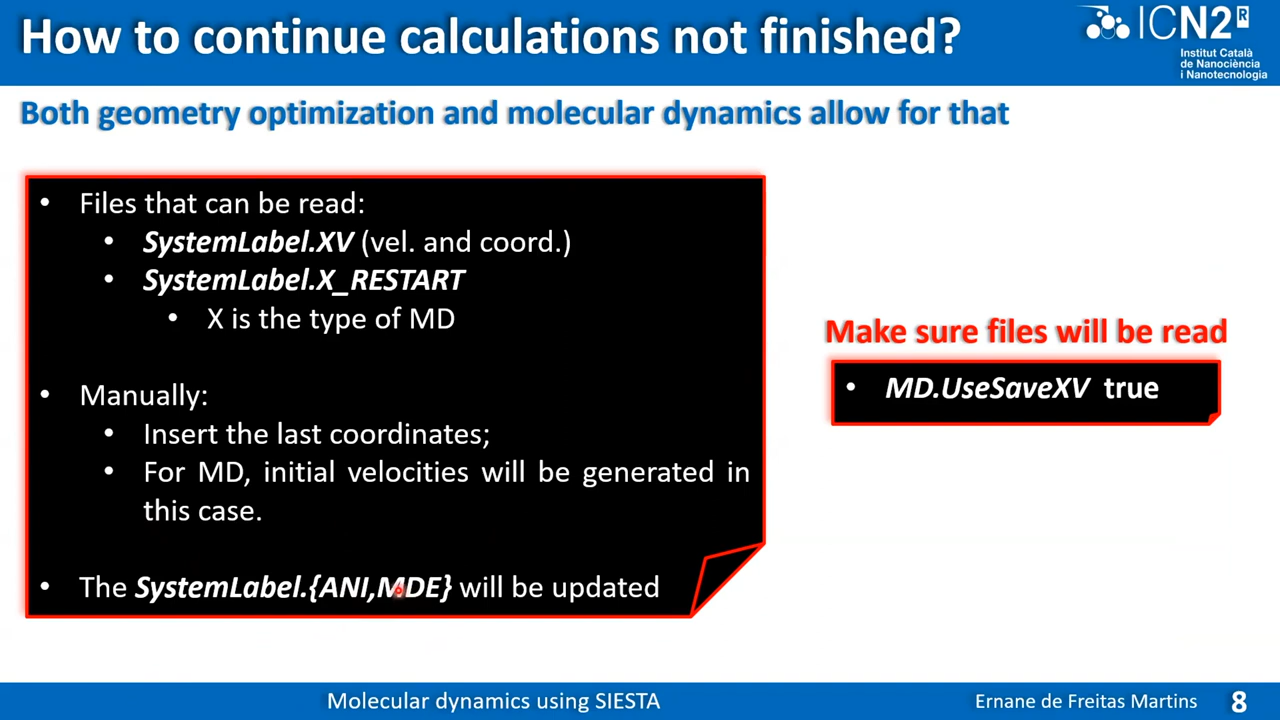 How to continue calculations not finished?
ICN2R
Institut Català
de Nanociència
i Nanotecnologia
Both geometry optimization and molecular dynamics allow for that
• Files that can be read:
• SystemLabel.XV (vel. and coord.)
• SystemLabel.X_RESTART
• X is the type of MD
• Manually:
• Insert the last coordinates;
• For MD, initial velocities will be generated in
this case.
• The SystemLabel.{ANI,MDE} will be updated
Make sure files will be read
• MD.UseSaveXV true
Molecular dynamics using SIESTA
Ernane de Freitas Martins
8